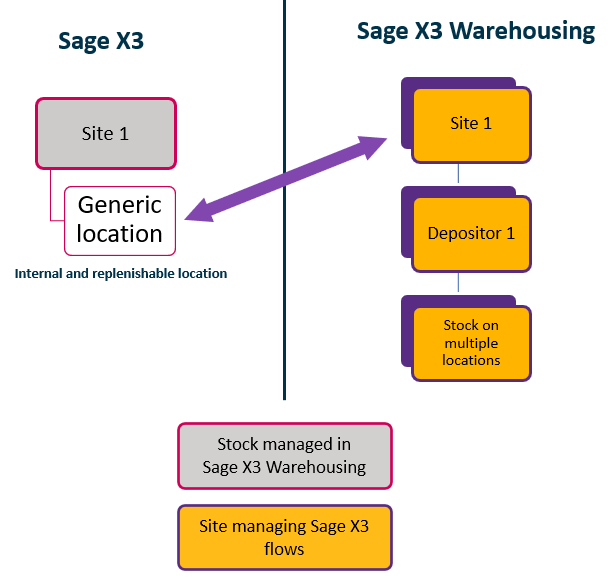 Sage X3
Sage X3 Warehousing
Site 1
Generic
location
Internal and replenishable location
Site 1
Depositor 1
Stock on
multiple
locations
Stock managed in
Sage X3 Warehousing
Site managing Sage X3
flows